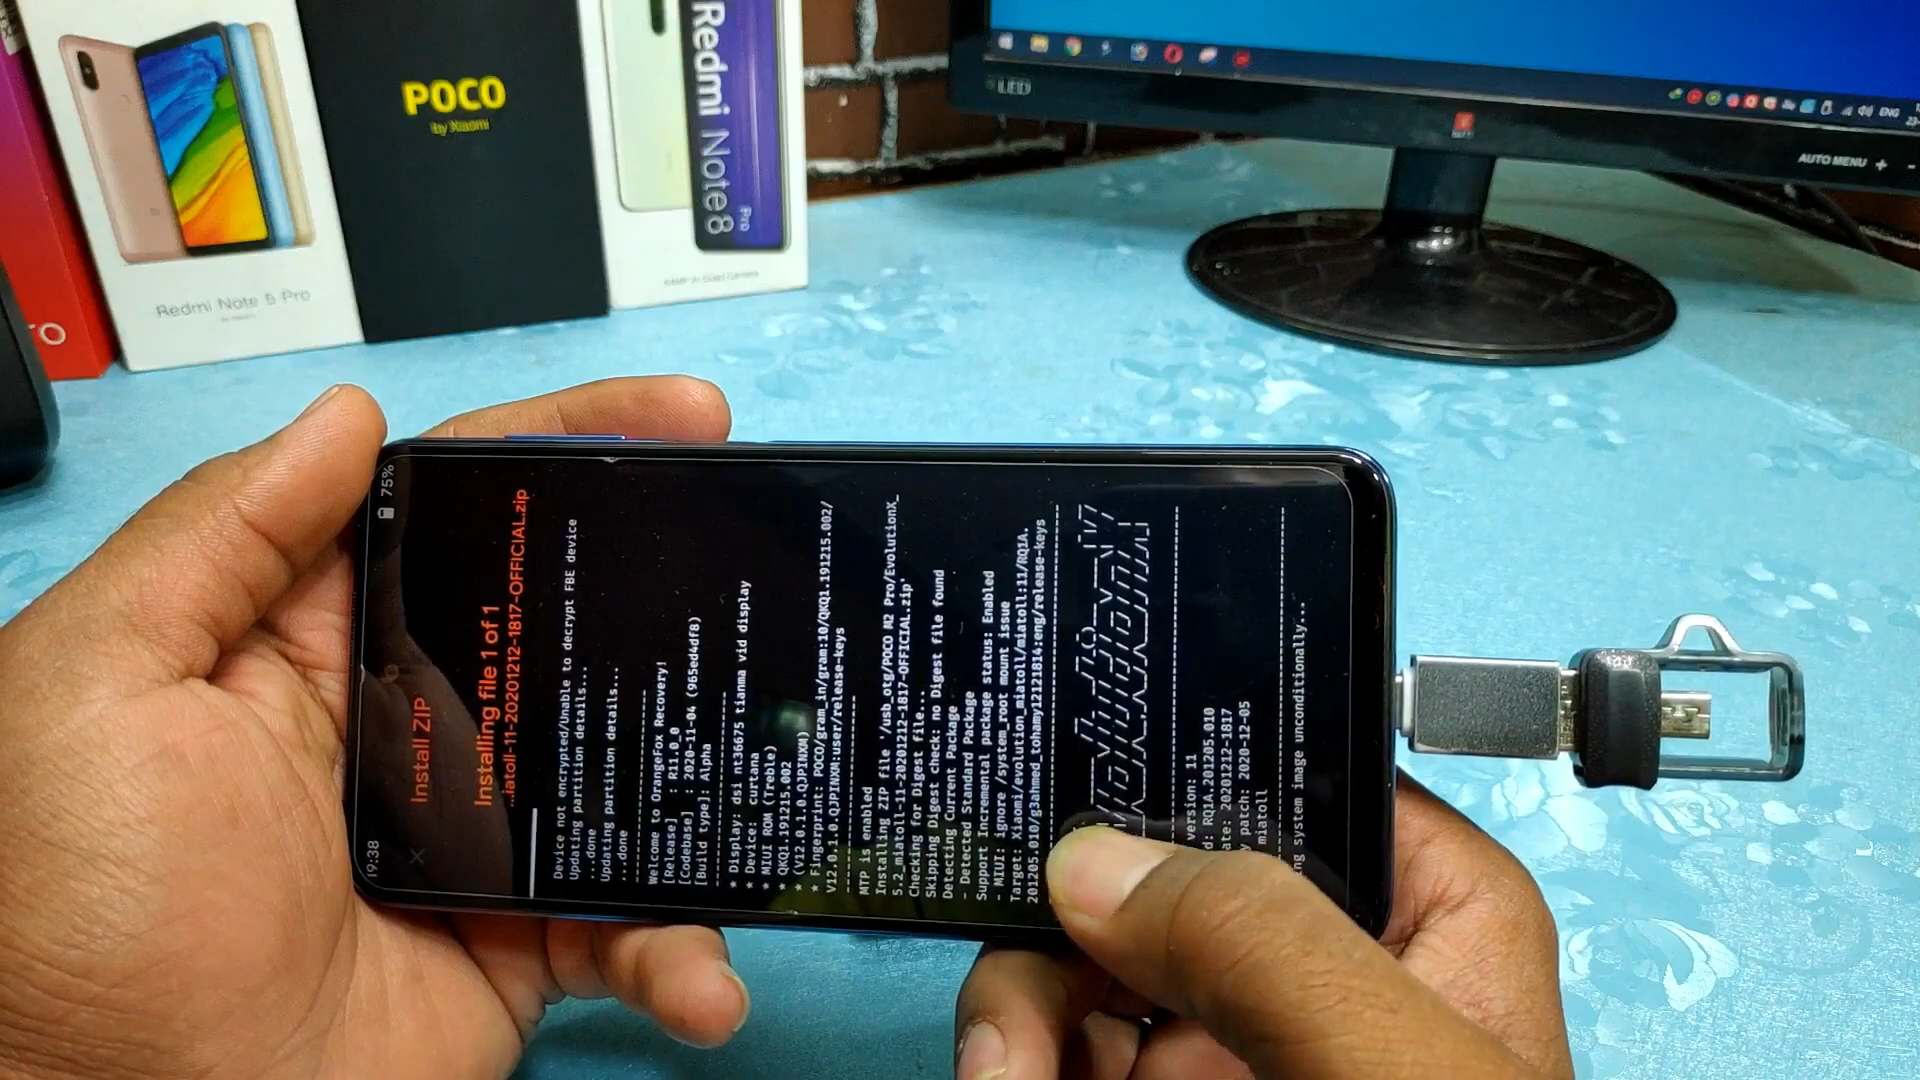 Redmi Note 5 Pro
by Xiaomi
POCO
by Xiaomi
Redmi Note8
Pro
64MP AI Quad Camera
LED
AUTO MENU + -
ENG
19:38
75%
Install ZIP
Installing file 1 of 1
...iatoll-11-20201212-1817-OFFICIAL.zip
Device not encrypted/Unable to decrypt FBE device
Updating partition details...
...done
Updating partition details...
...done
Welcome to OrangeFox Recovery!
[Release] : R11.0_0
[Codebase] : 2020-11-04 (965ed4df8)
[Build type]: Alpha
* Display: dsi nt36675 tianma vid display
* Device: curtana
* MIUI ROM (Treble)
* QKQ1.191215.002
* (V12.0.1.0.QJPINXM)
* Fingerprint: POCO/gram_in/gram:10/QKQ1.191215.002/
V12.0.1.0.QJPINXM:user/release-keys
MTP is enabled
Installing ZIP file '/usb_otg/POCO M2 Pro/EvolutionX_
5.2_miatoll-11-20201212-1817-OFFICIAL.zip'
Checking for Digest file...
Skipping Digest check: no Digest file found
Detecting Current Package
- Detected Standard Package
Support Incremental package status: Enabled
- MIUI: ignore /system_root mount issue
Target: Xiaomi/evolution_miatoll/miatoll:11/RQ1A.
201205.010/g3ahmed_tohamy12121814:eng/release-keys
version: 11
d: RQ1A.201205.010
ate: 20201212-1817
y patch: 2020-12-05
miatoll
ng system image unconditionally...